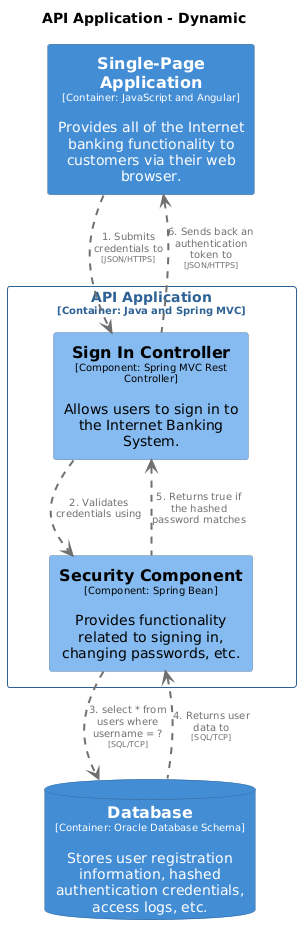 API Application - Dynamic
Single-Page
Application
[Container: JavaScript and Angular]
Provides all of the Internet
banking functionality to
customers via their web
browser.
1. Submits
credentials to
[JSON/HTTPS]
6. Sends back an
authentication
token to
[JSON/HTTPS]
API Application
[Container: Java and Spring MVC]
Sign In Controller
[Component: Spring MVC Rest
Controller]
Allows users to sign in to
the Internet Banking
System.
2. Validates
credentials using
5. Returns true if
the hashed
password matches
Security Component
[Component: Spring Bean]
Provides functionality
related to signing in,
changing passwords, etc.
3. select * from
users where
username = ?
[SQL/TCP]
4. Returns user
data to
[SQL/TCP]
Database
[Container: Oracle Database Schema]
Stores user registration
information, hashed
authentication credentials,
access logs, etc.